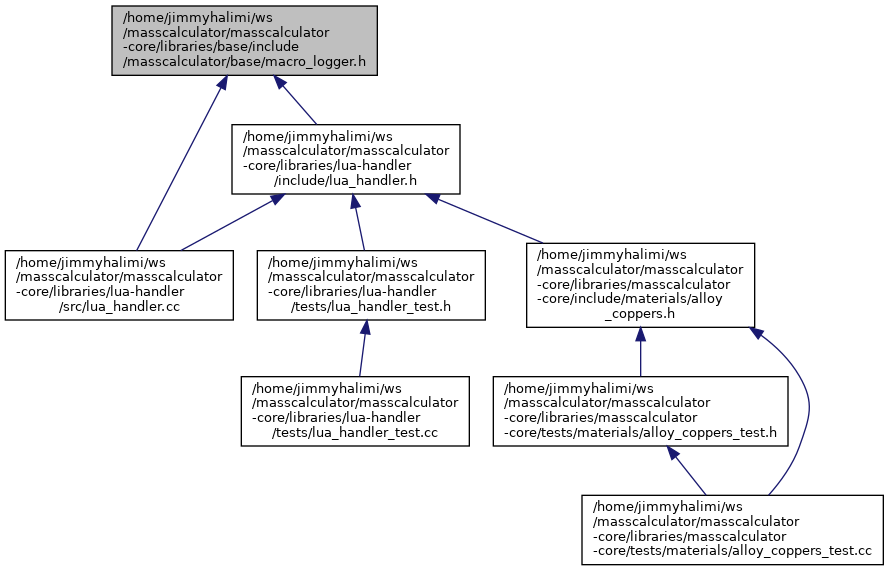 /home/jimmyhalimi/ws
/masscalculator/masscalculator
-core/libraries/base/include
/masscalculator/base/macro_logger.h
/home/jimmyhalimi/ws
/masscalculator/masscalculator
-core/libraries/lua-handler
/include/lua_handler.h
/home/jimmyhalimi/ws
/masscalculator/masscalculator
-core/libraries/lua-handler
/src/lua_handler.cc
/home/jimmyhalimi/ws
/masscalculator/masscalculator
-core/libraries/lua-handler
/tests/lua_handler_test.h
/home/jimmyhalimi/ws
/masscalculator/masscalculator
-core/libraries/masscalculator
-core/include/materials/alloy
_coppers.h
/home/jimmyhalimi/ws
/masscalculator/masscalculator
-core/libraries/lua-handler
/tests/lua_handler_test.cc
/home/jimmyhalimi/ws
/masscalculator/masscalculator
-core/libraries/masscalculator
-core/tests/materials/alloy_coppers_test.h
/home/jimmyhalimi/ws
/masscalculator/masscalculator
-core/libraries/masscalculator
-core/tests/materials/alloy_coppers_test.cc